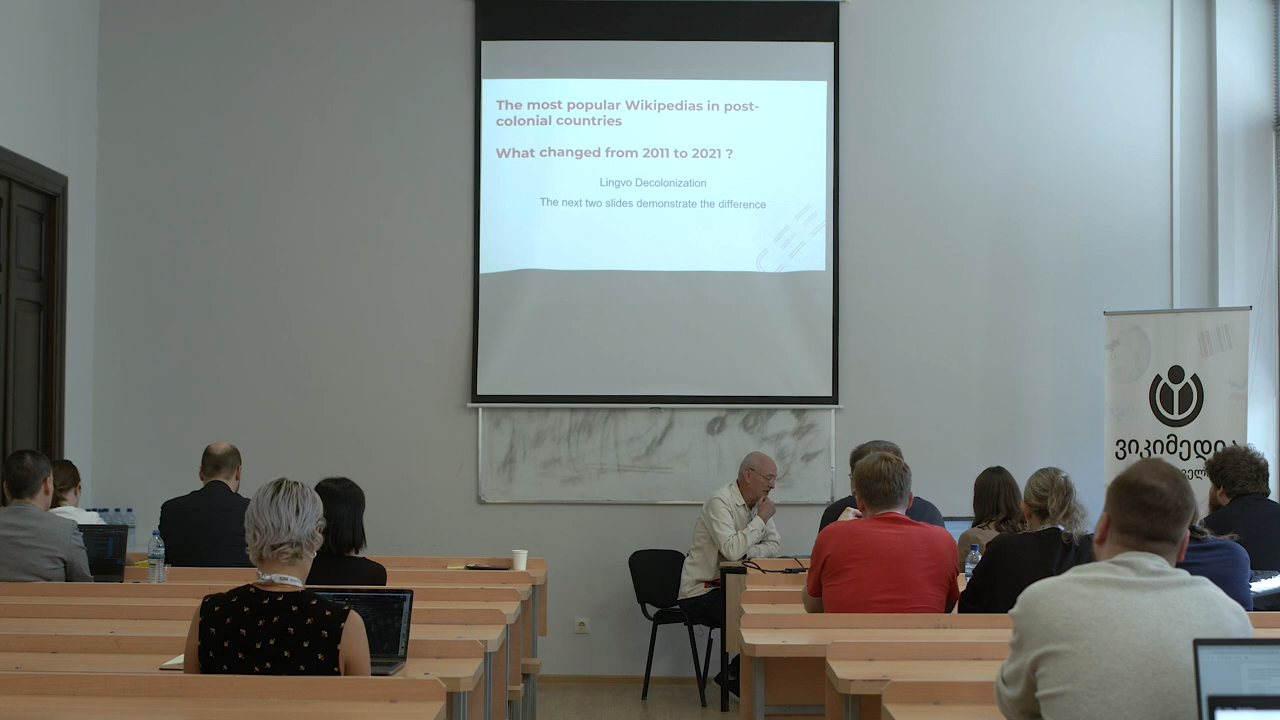 The most popular Wikipedias in post-
colonial countries
What changed from 2011 to 2021 ?
Lingvo Decolonization
The next two slides demonstrate the difference
ვიკიმედია